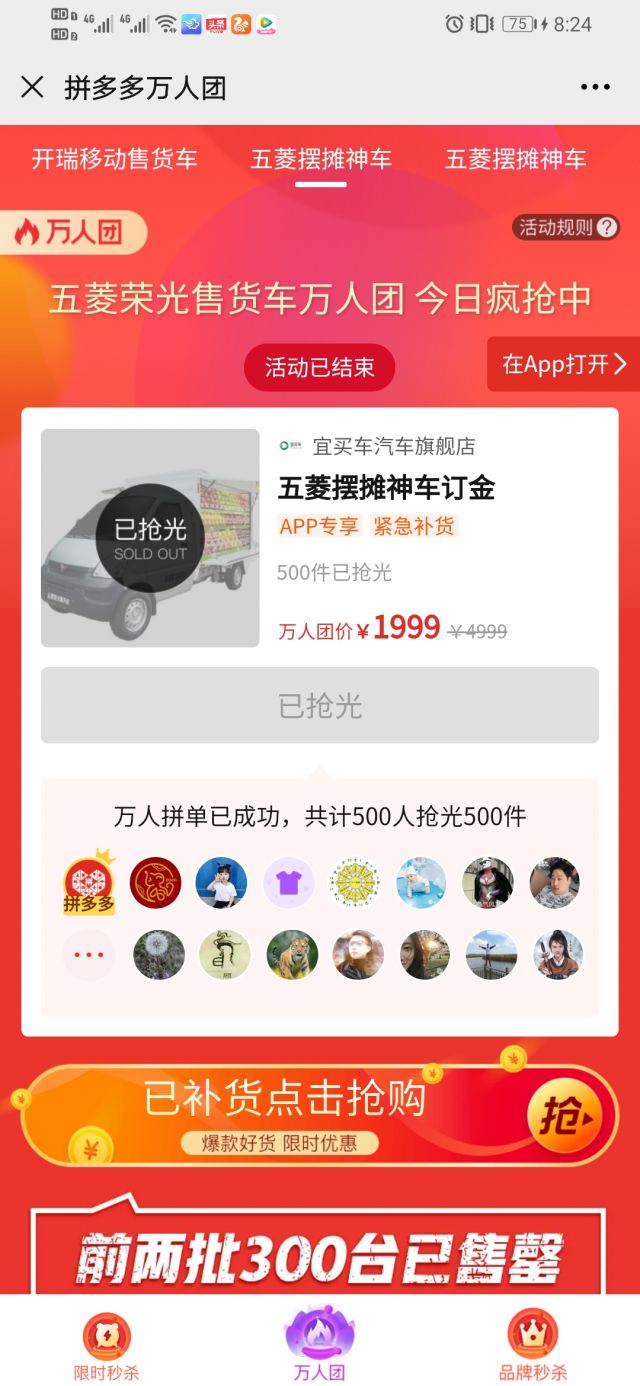 HD 1 4G 4G 头条 75 8:24
HD 2
拼多多万人团
开瑞移动售货车 五菱摆摊神车 五菱摆摊神车
万人团 活动规则?
五菱荣光售货车万人团 今日疯抢中
活动已结束
在App打开
宜买车汽车旗舰店
五菱摆摊神车订金
APP专享 紧急补货
已抢光
SOLD OUT
500件已抢光
万人团价¥1999 ¥4999
已抢光
万人拼单已成功，共计500人抢光500件
拼多多
已补货点击抢购
爆款好货 限时优惠
抢
前两批300台已售罄
限时秒杀 万人团 品牌秒杀